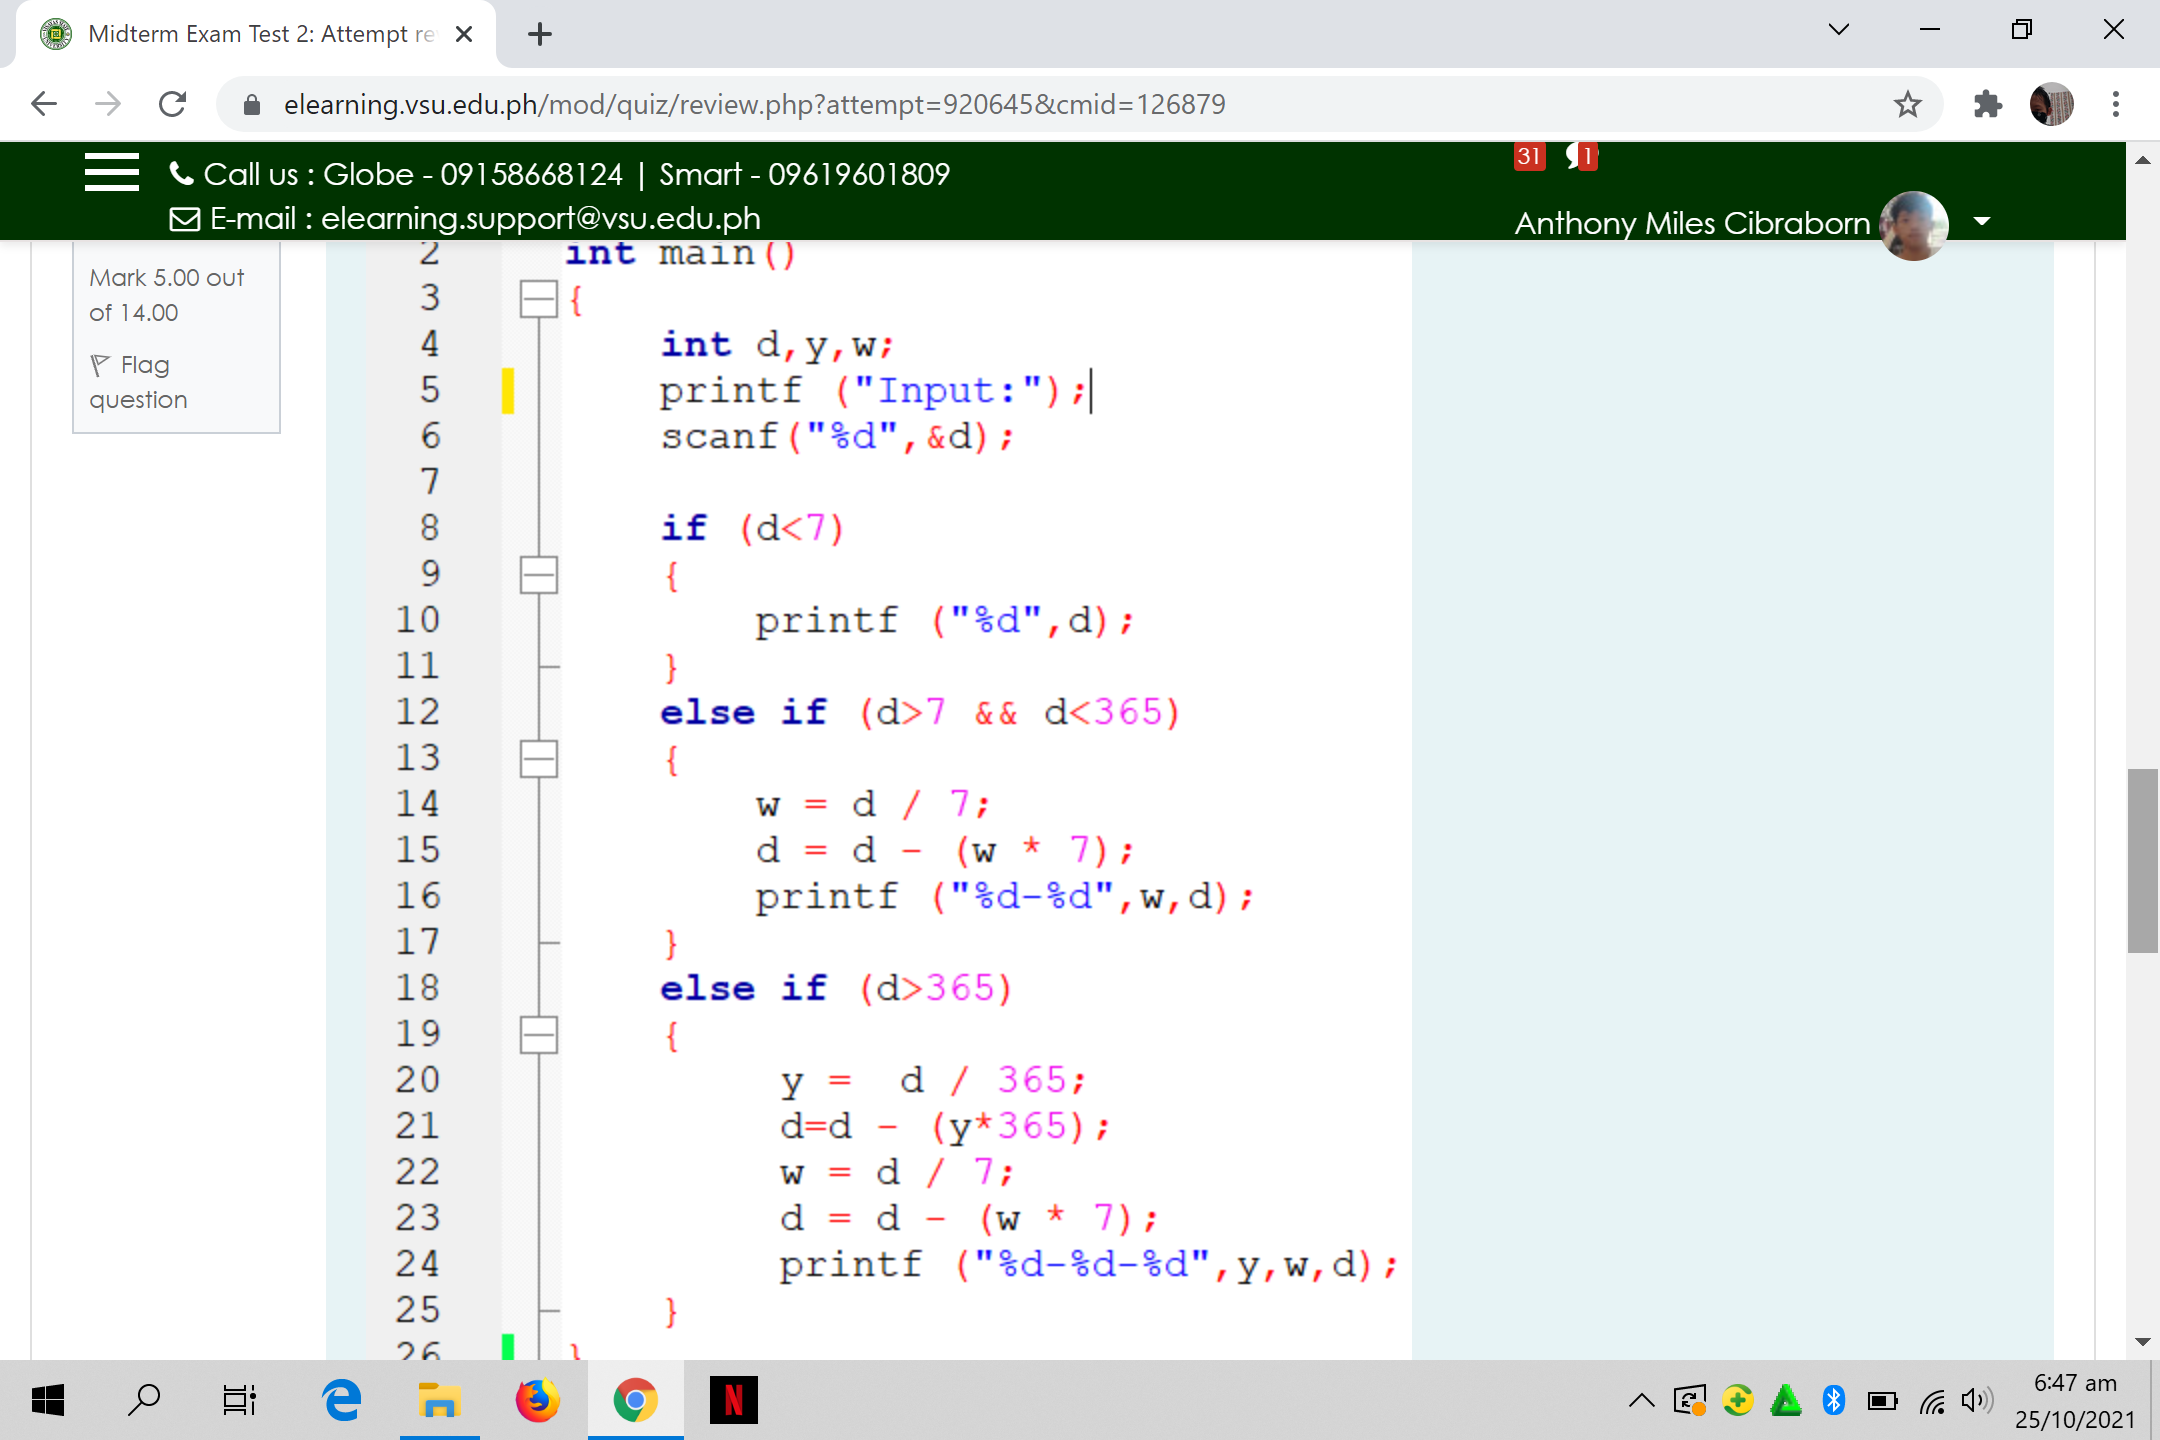 Midterm Exam Test 2: Attempt re
elearning.vsu.edu.ph/mod/quiz/review.php?attempt=920645&cmid=126879
Call us : Globe - 09158668124 | Smart - 09619601809
31 1
E-mail : elearning.support@vsu.edu.ph
Anthony Miles Cibraborn
Mark 5.00 out
of 14.00
Flag
question
2 int main()
3 {
4 int d,y,w;
5 printf ("Input:");
6 scanf("%d",&d);
7
8 if (d<7)
9 {
10 printf ("%d",d);
11 }
12 else if (d>7 && d<365)
13 {
14 w = d / 7;
15 d = d - (w * 7);
16 printf ("%d-%d",w,d);
17 }
18 else if (d>365)
19 {
20 y =  d / 365;
21 d=d - (y*365);
22 w = d / 7;
23 d = d - (w * 7);
24 printf ("%d-%d-%d",y,w,d);
25 }
26 }
N
6:47 am
25/10/2021